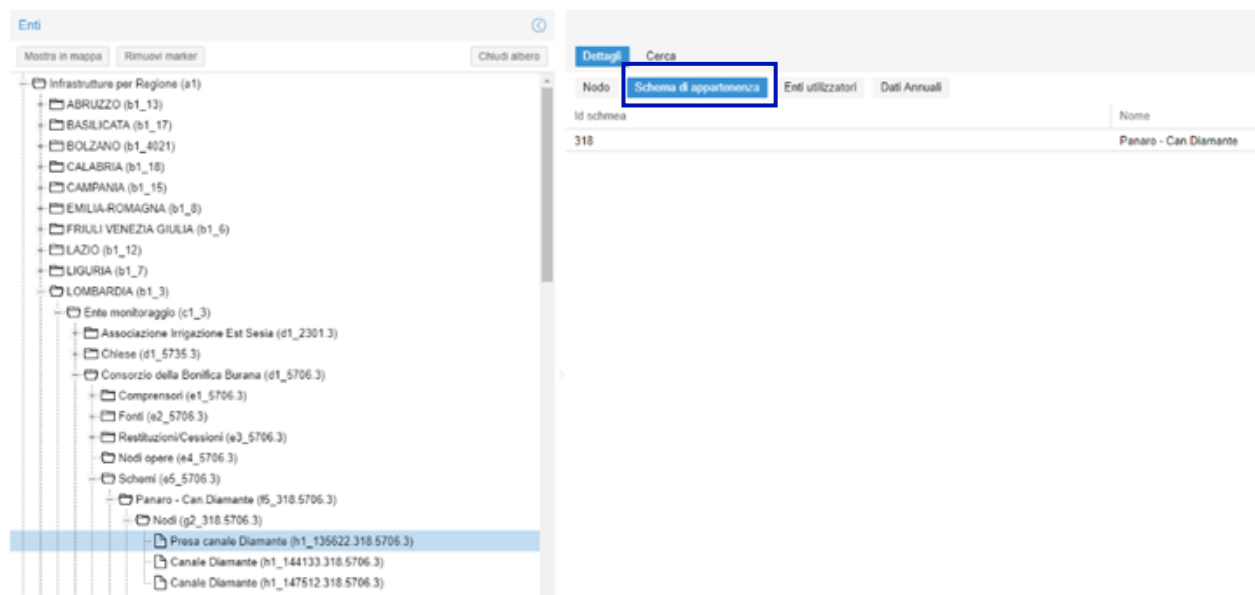 Enti
Mostra in mappa Rimuovi marker Chiudi albero
Infrastrutture per Regione (a1)
ABRUZZO (b1_13)
BASILICATA (b1_17)
BOLZANO (b1_4021)
CALABRIA (b1_18)
CAMPANIA (b1_15)
EMILIA-ROMAGNA (b1_8)
FRIULI VENEZIA GIULIA (b1_6)
LAZIO (b1_12)
LIGURIA (b1_7)
LOMBARDIA (b1_3)
Ente monitoraggio (c1_3)
Associazione Irrigazione Est Sesia (d1_2301.3)
Chiese (d1_5735.3)
Consorzio della Bonifica Burana (d1_5706.3)
Comprensori (e1_5706.3)
Fonti (e2_5706.3)
Restituzioni/Cessioni (e3_5706.3)
Nodi opere (e4_5706.3)
Schemi (e5_5706.3)
Panaro - Can.Diamante (f5_318.5706.3)
Nodi (g2_318.5706.3)
Presa canale Diamante (h1_135622.318.5706.3)
Canale Diamante (h1_144133.318.5706.3)
Canale Diamante (h1_147512.318.5706.3)
Dettagli Cerca
Nodo Schema di appartenenza Enti utilizzatori Dati Annuali
Id schmea Nome
318 Panaro - Can.Diamante